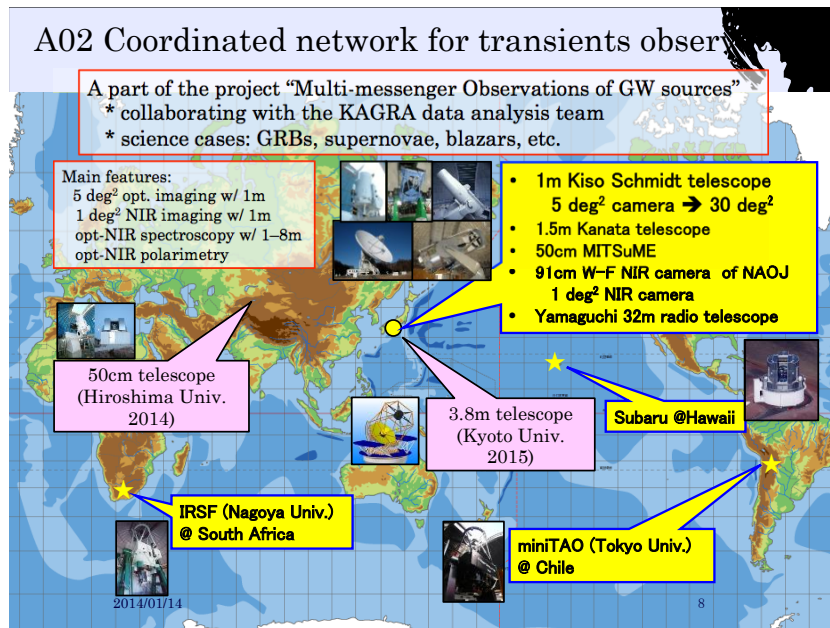 A02 Coordinated network for transients
A part of the project “Multi-messenger Observations of GW sources”
* collaborating with the KAGRA data analysis team
* science cases: GRBs, supernovae, blazars, etc.
Main features:
5 deg² opt. imaging w/ 1m
1 deg² NIR imaging w/ 1m
opt-NIR spectroscopy w/ 1–8m
opt-NIR polarimetry
• 1m Kiso Schmidt telescope
5 deg² camera ➔ 30 deg²
• 1.5m Kanata telescope
• 50cm MITSuME
• 91cm W-F NIR camera of NAOJ
1 deg² NIR camera
• Yamaguchi 32m radio telescope
50cm telescope
(Hiroshima Univ.
2014)
3.8m telescope
(Kyoto Univ.
2015)
Subaru @Hawaii
IRSF (Nagoya Univ.)
@ South Africa
miniTAO (Tokyo Univ.)
@ Chile
2014/01/14
8